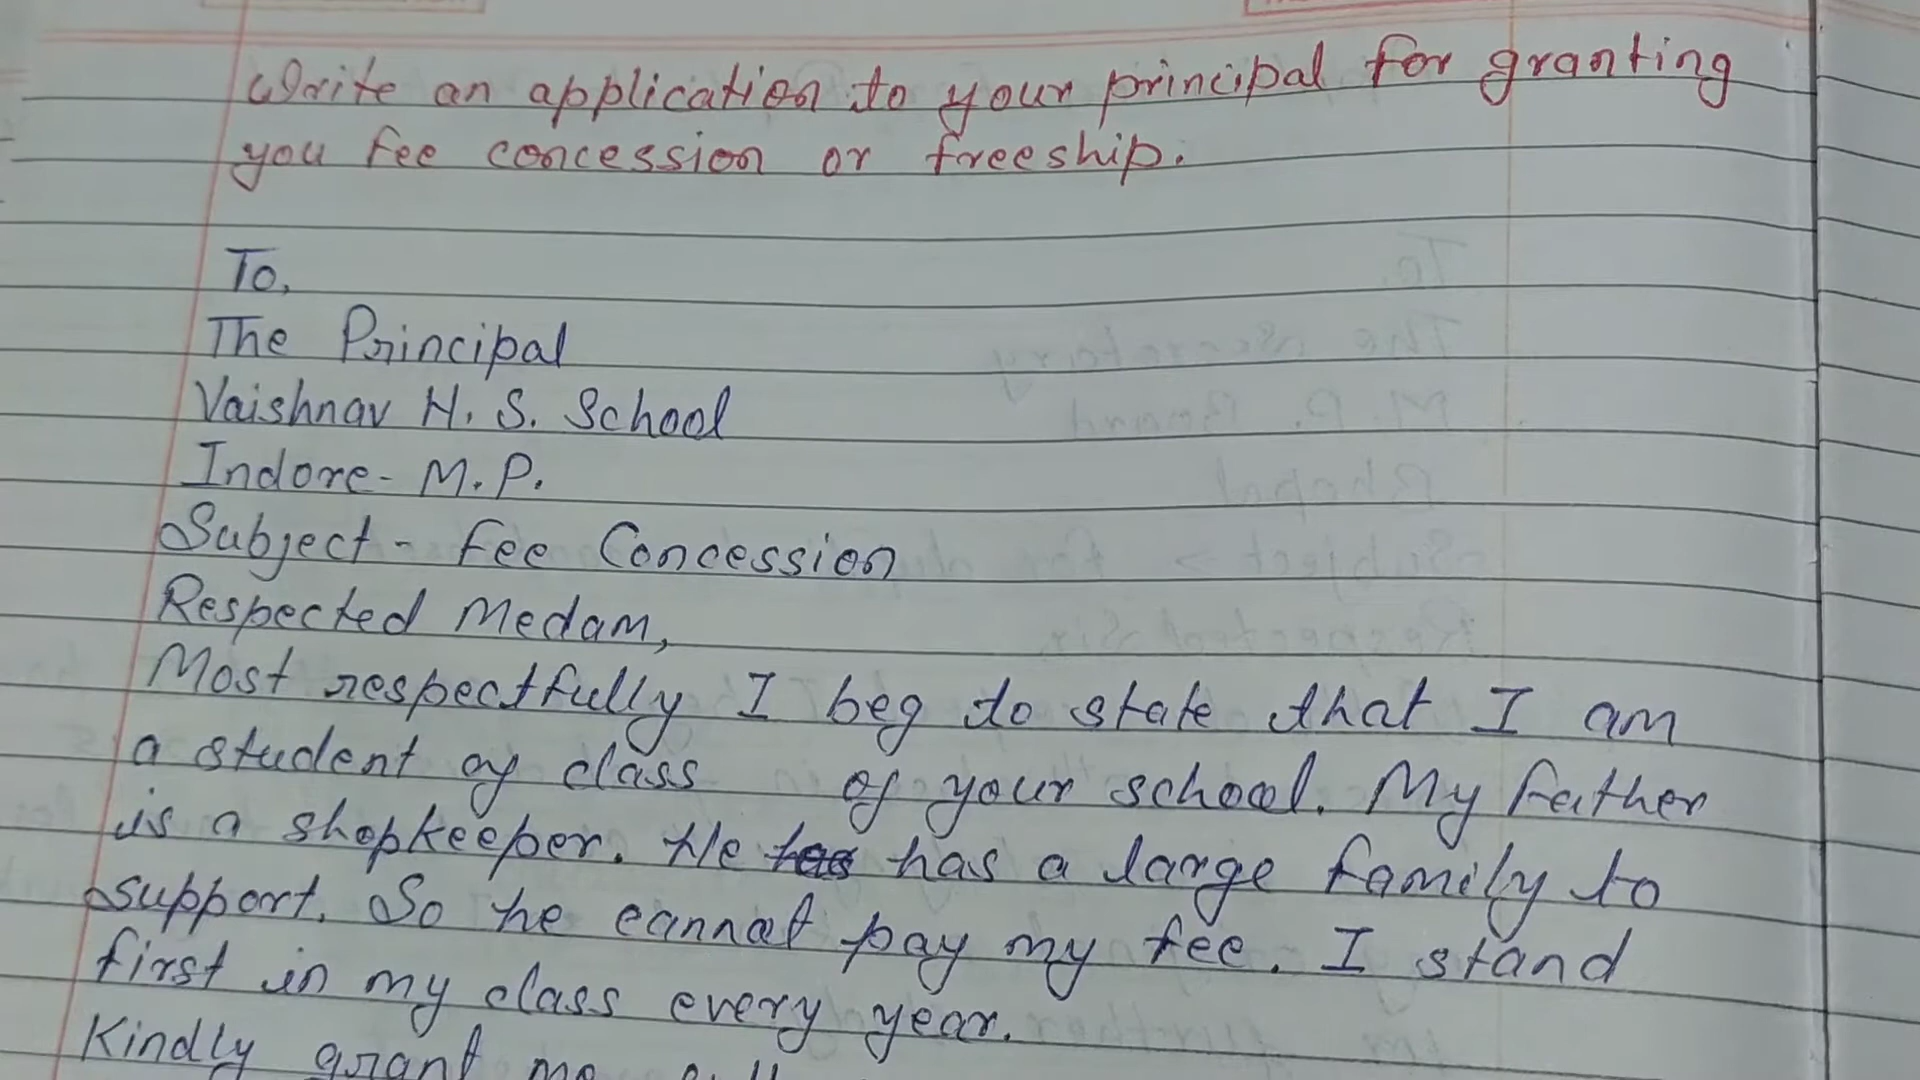 Write an application to your principal for granting
you fee concession or freeship.
To,
The Principal
Vaishnav H. S. School
Indore - M.P.
Subject - Fee Concession
Respected Medam,
Most respectfully I beg to state that I am
a student of class of your school. My father
is a shopkeeper. He has a large family to
support. So he cannot pay my fee. I stand
first in my class every year.
Kindly grant me